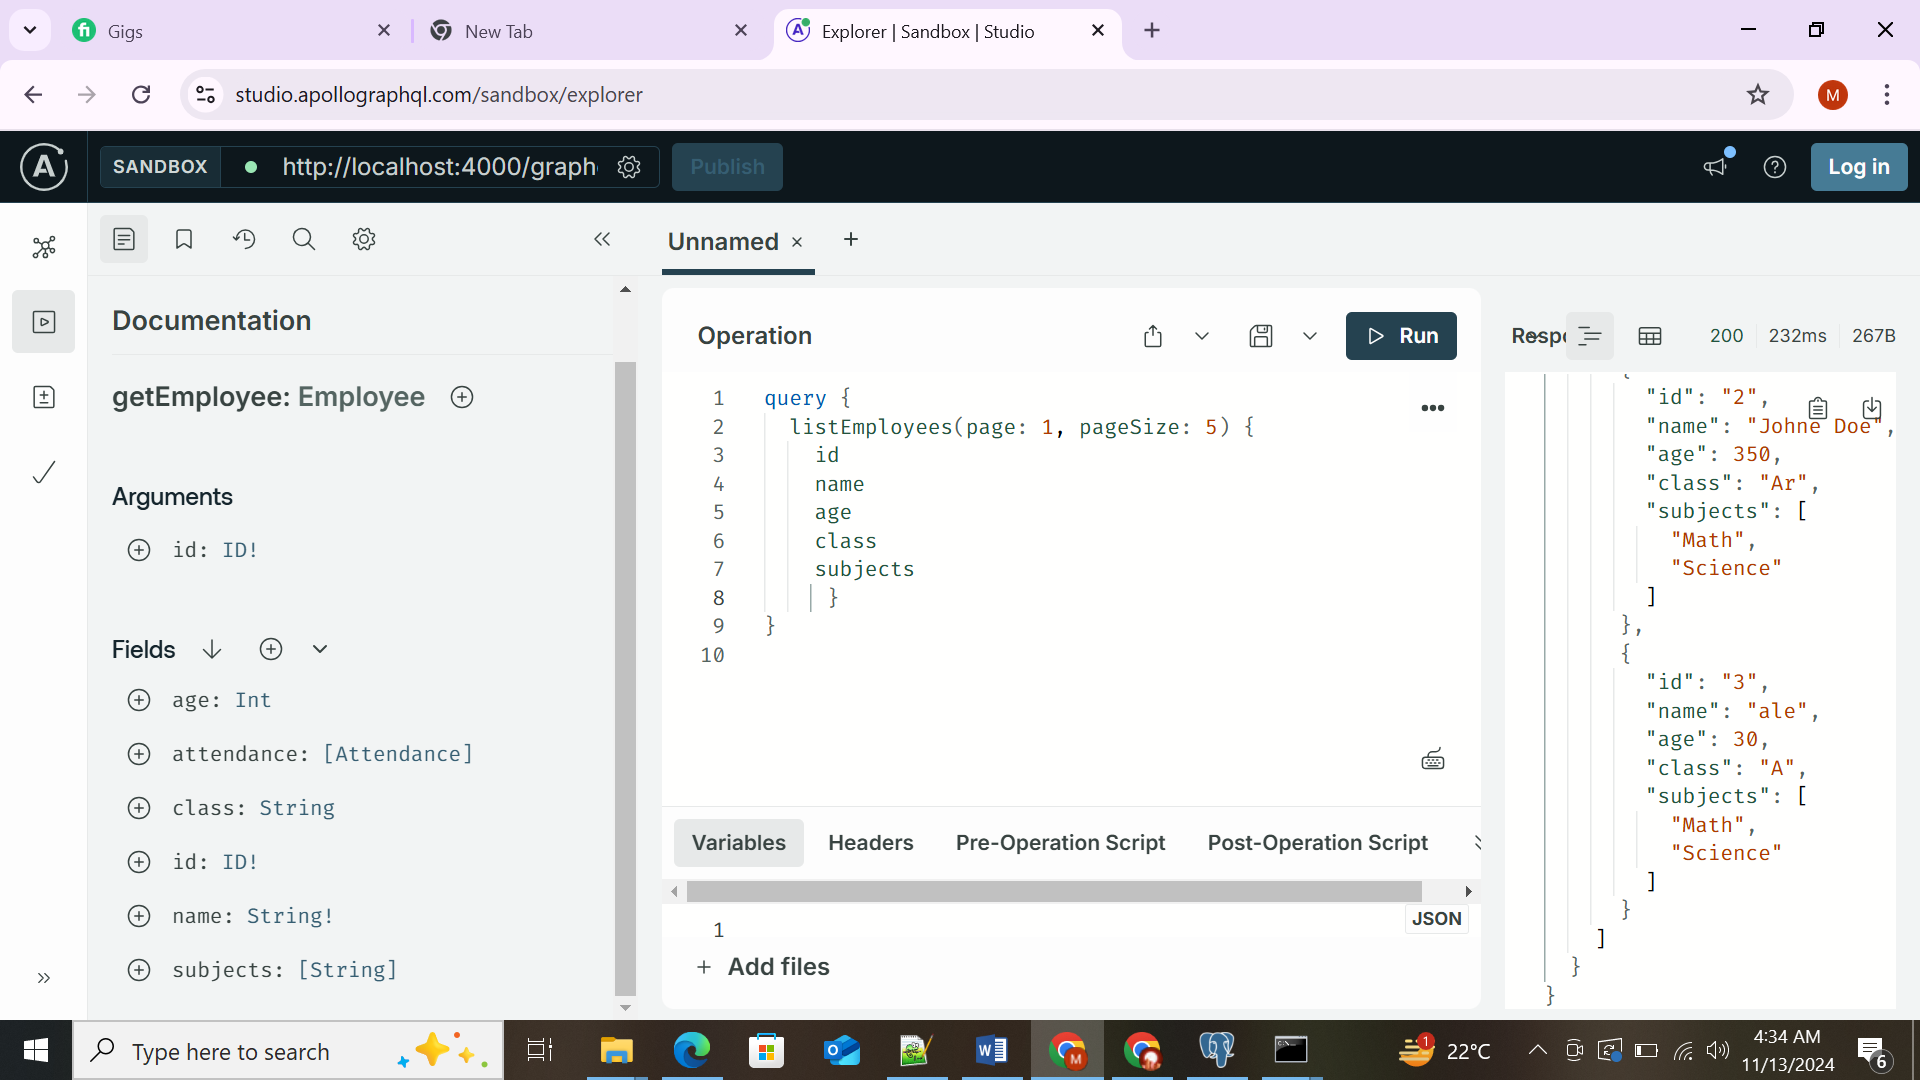 Gigs
New Tab
Explorer | Sandbox | Studio
studio.apollographql.com/sandbox/explorer
M
SANDBOX
http://localhost:4000/graph
Publish
Log in
Unnamed
Documentation
getEmployee: Employee
Arguments
id: ID!
Fields
age: Int
attendance: [Attendance]
class: String
id: ID!
name: String!
subjects: [String]
Operation
Run
1 query {
2 listEmployees(page: 1, pageSize: 5) {
3 id
4 name
5 age
6 class
7 subjects
8 }
9 }
10
Variables Headers Pre-Operation Script Post-Operation Script
JSON
1
+ Add files
Respo
200 232ms 267B
{
"id": "2",
"name": "Johne Doe",
"age": 350,
"class": "Ar",
"subjects": [
"Math",
"Science"
]
},
{
"id": "3",
"name": "ale",
"age": 30,
"class": "A",
"subjects": [
"Math",
"Science"
]
}
]
}
}
Type here to search
1
22°C
4:34 AM
11/13/2024
6